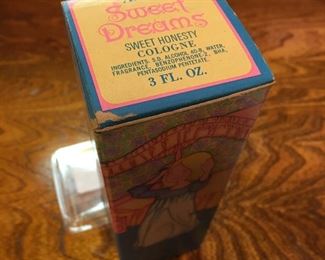 Sweet
Dreams
SWEET HONESTY
COLOGNE
INGREDIENTS: S.D. ALCOHOL 40-B, WATER,
FRAGRANCE, BENZOPHENONE-2, BHA,
PENTASODIUM PENTETATE.
3 FL. OZ.